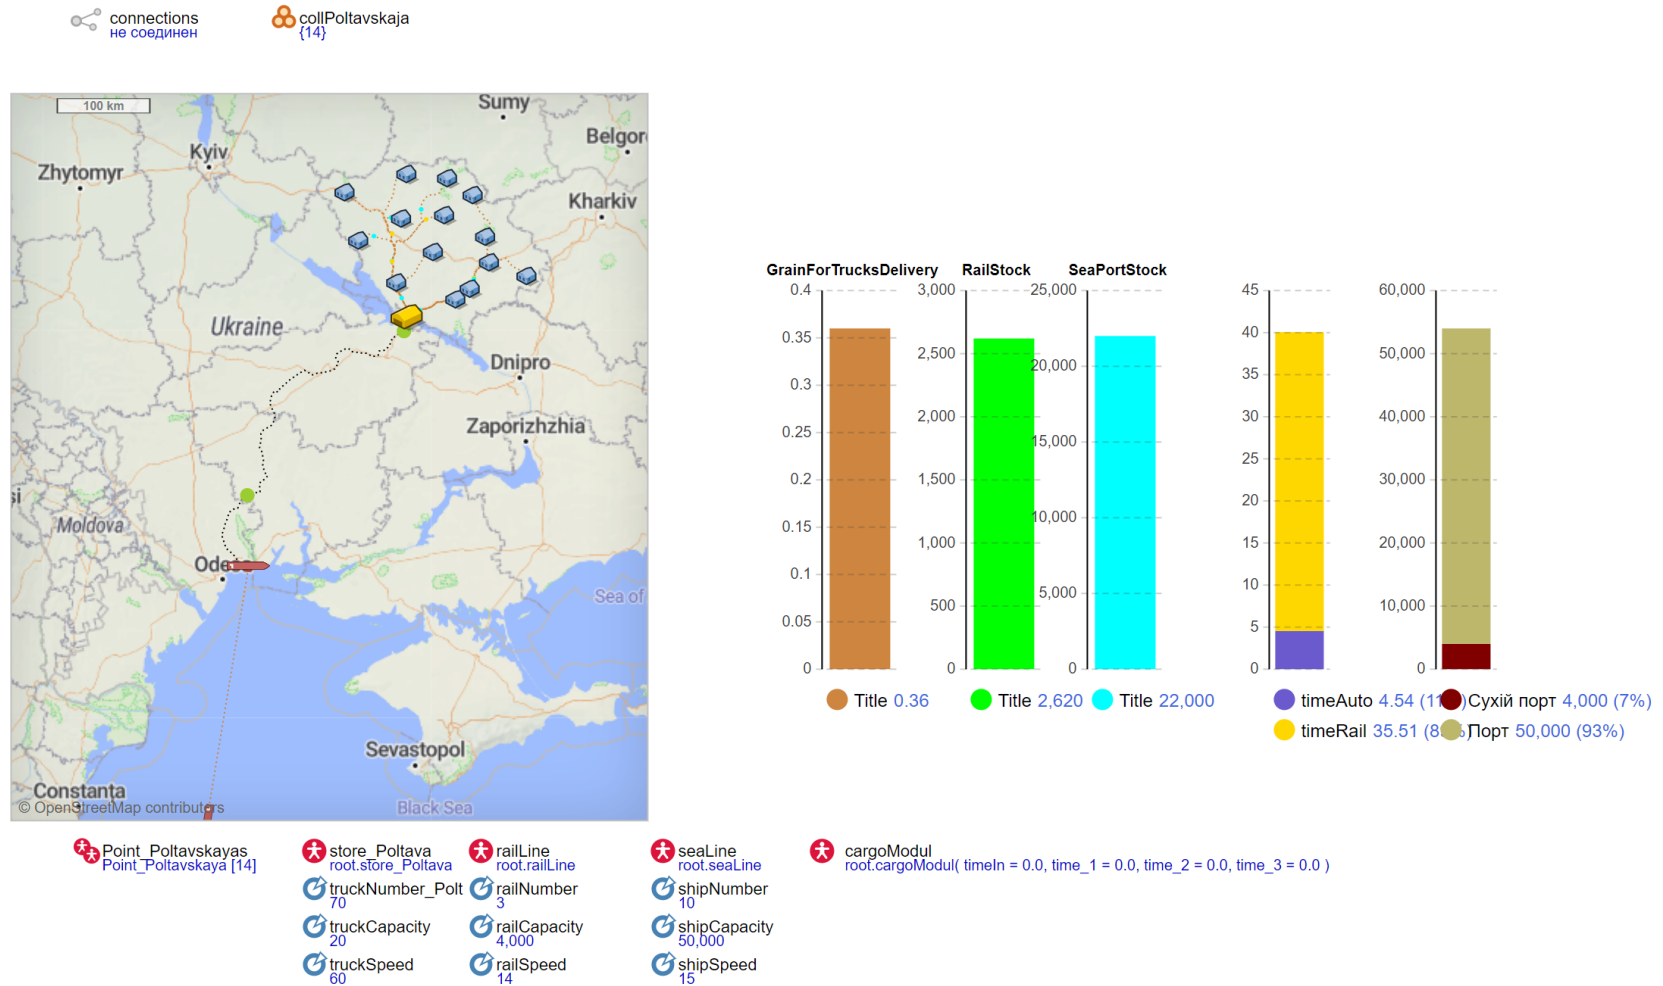 connections
не соединен
collPoltavskaja
{14}
100 km
Sumy
Belgor
Kyiv
Zhytomyr
Kharkiv
Ukraine
Dnipro
Zaporizhzhia
si
Moldova
Odesa
Sea of
Sevastopol
Constanța
© OpenStreetMap contributors
Black Sea
GrainForTrucksDelivery
0.4
0.35
0.3
0.25
0.2
0.15
0.1
0.05
0
Title 0.36
RailStock
3,000
2,500
2,000
1,500
1,000
500
0
Title 2,620
SeaPortStock
25,000
20,000
15,000
10,000
5,000
0
Title 22,000
45
40
35
30
25
20
15
10
5
0
timeAuto 4.54
timeRail 35.51
60,000
50,000
40,000
30,000
20,000
10,000
0
Сухій порт 4,000 (7%)
Порт 50,000 (93%)
Point_Poltavskayas
Point_Poltavskaya [14]
store_Poltava
root.store_Poltava
truckNumber_Polt
70
truckCapacity
20
truckSpeed
60
railLine
root.railLine
railNumber
3
railCapacity
4,000
railSpeed
14
seaLine
root.seaLine
shipNumber
10
shipCapacity
50,000
shipSpeed
15
cargoModul
root.cargoModul( timeIn = 0.0, time_1 = 0.0, time_2 = 0.0, time_3 = 0.0 )